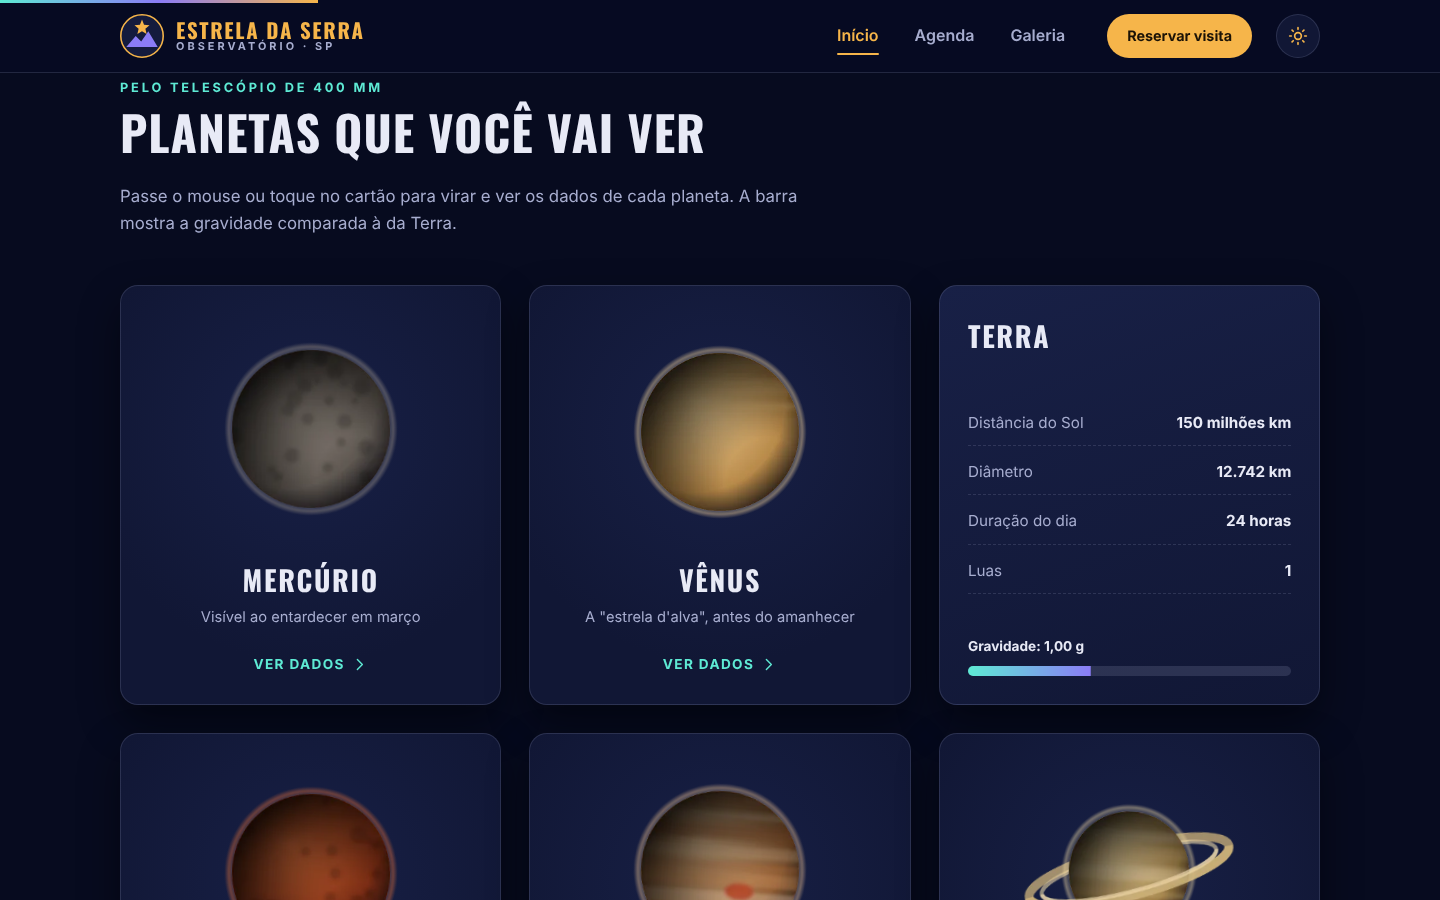 ESTRELA DA SERRA
OBSERVATÓRIO · SP
Início
Agenda
Galeria
Reservar visita
PELO TELESCÓPIO DE 400 MM
PLANETAS QUE VOCÊ VAI VER
Passe o mouse ou toque no cartão para virar e ver os dados de cada planeta. A barra
mostra a gravidade comparada à da Terra.
MERCÚRIO
Visível ao entardecer em março
VER DADOS
VÊNUS
A "estrela d'alva", antes do amanhecer
VER DADOS
TERRA
Distância do Sol 150 milhões km
Diâmetro 12.742 km
Duração do dia 24 horas
Luas 1
Gravidade: 1,00 g